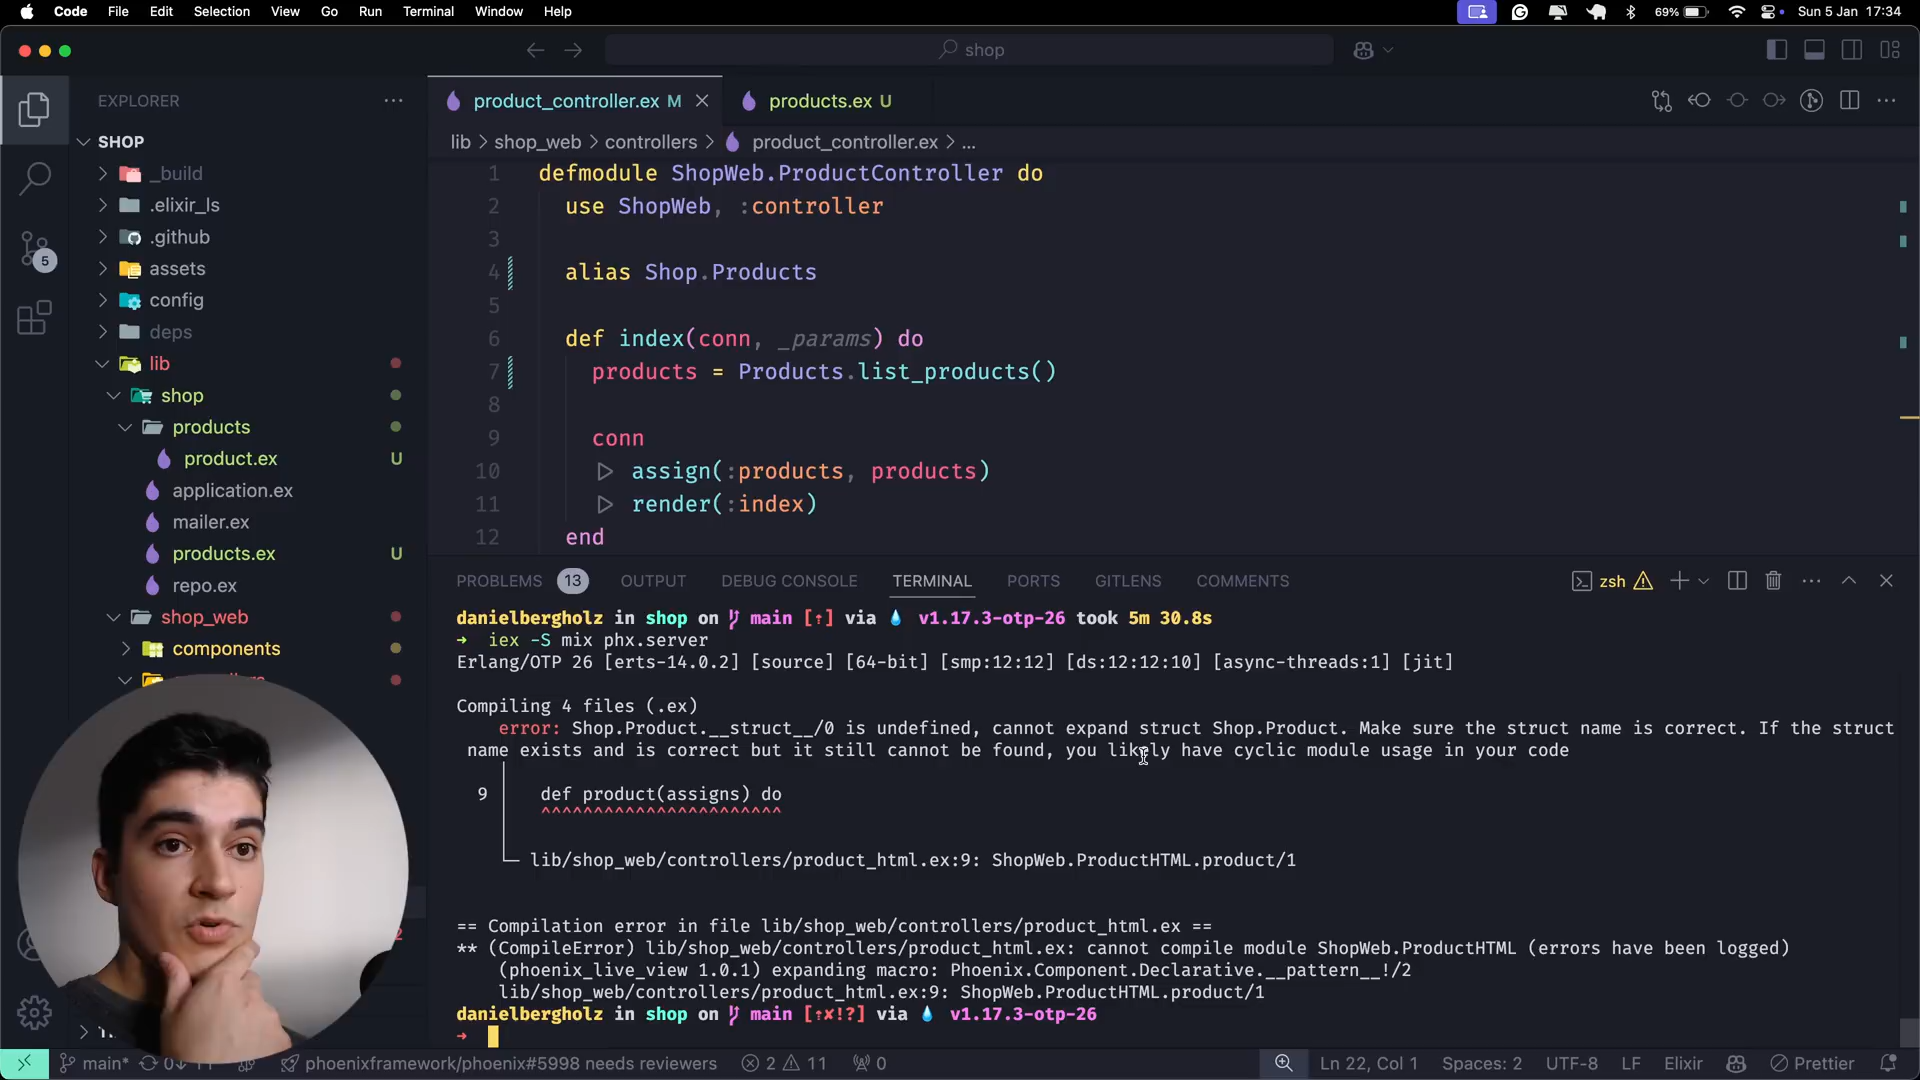 Code File Edit Selection View Go Run Terminal Window Help
69% Sun 5 Jan 17:34
shop
EXPLORER
SHOP
_build
.elixir_ls
.github
assets
config
deps
lib
shop
products
product.ex U
application.ex
mailer.ex
products.ex U
repo.ex
shop_web
components
5
product_controller.ex M
products.ex U
lib > shop_web > controllers > product_controller.ex > ...
1 defmodule ShopWeb.ProductController do
2 use ShopWeb, :controller
3
4 alias Shop.Products
5
6 def index(conn, _params) do
7 products = Products.list_products()
8
9 conn
10 ▷ assign(:products, products)
11 ▷ render(:index)
12 end
PROBLEMS 13 OUTPUT DEBUG CONSOLE TERMINAL PORTS GITLENS COMMENTS
zsh
danielbergholz in shop on main [⇡] via v1.17.3-otp-26 took 5m 30.8s
➜ iex -S mix phx.server
Erlang/OTP 26 [erts-14.0.2] [source] [64-bit] [smp:12:12] [ds:12:12:10] [async-threads:1] [jit]
Compiling 4 files (.ex)
error: Shop.Product.__struct__/0 is undefined, cannot expand struct Shop.Product. Make sure the struct name is correct. If the struct
name exists and is correct but it still cannot be found, you likely have cyclic module usage in your code
9 def product(assigns) do
^^^^^^^^^^^^^^^^^^^^^^^
lib/shop_web/controllers/product_html.ex:9: ShopWeb.ProductHTML.product/1
== Compilation error in file lib/shop_web/controllers/product_html.ex ==
** (CompileError) lib/shop_web/controllers/product_html.ex: cannot compile module ShopWeb.ProductHTML (errors have been logged)
(phoenix_live_view 1.0.1) expanding macro: Phoenix.Component.Declarative.__pattern__!/2
lib/shop_web/controllers/product_html.ex:9: ShopWeb.ProductHTML.product/1
danielbergholz in shop on main [⇡✘!?] via v1.17.3-otp-26
➜
main* phoenixframework/phoenix#5998 needs reviewers 2 11 0
Ln 22, Col 1 Spaces: 2 UTF-8 LF Elixir Prettier